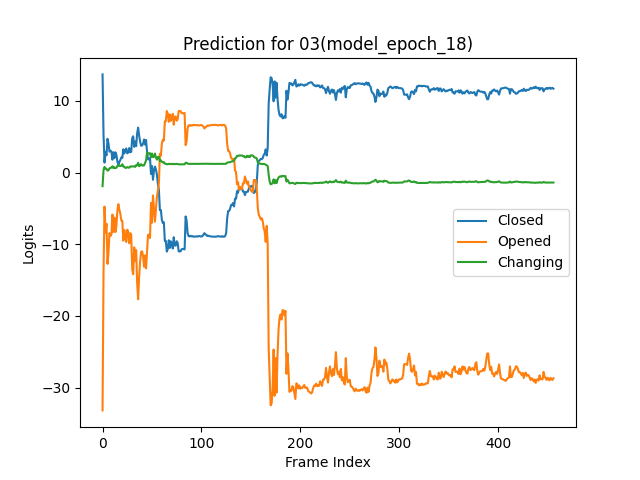 Prediction for 03(model_epoch_18)
10
0
−10
−20
−30
Logits
Closed
Opened
Changing
0 100 200 300 400
Frame Index